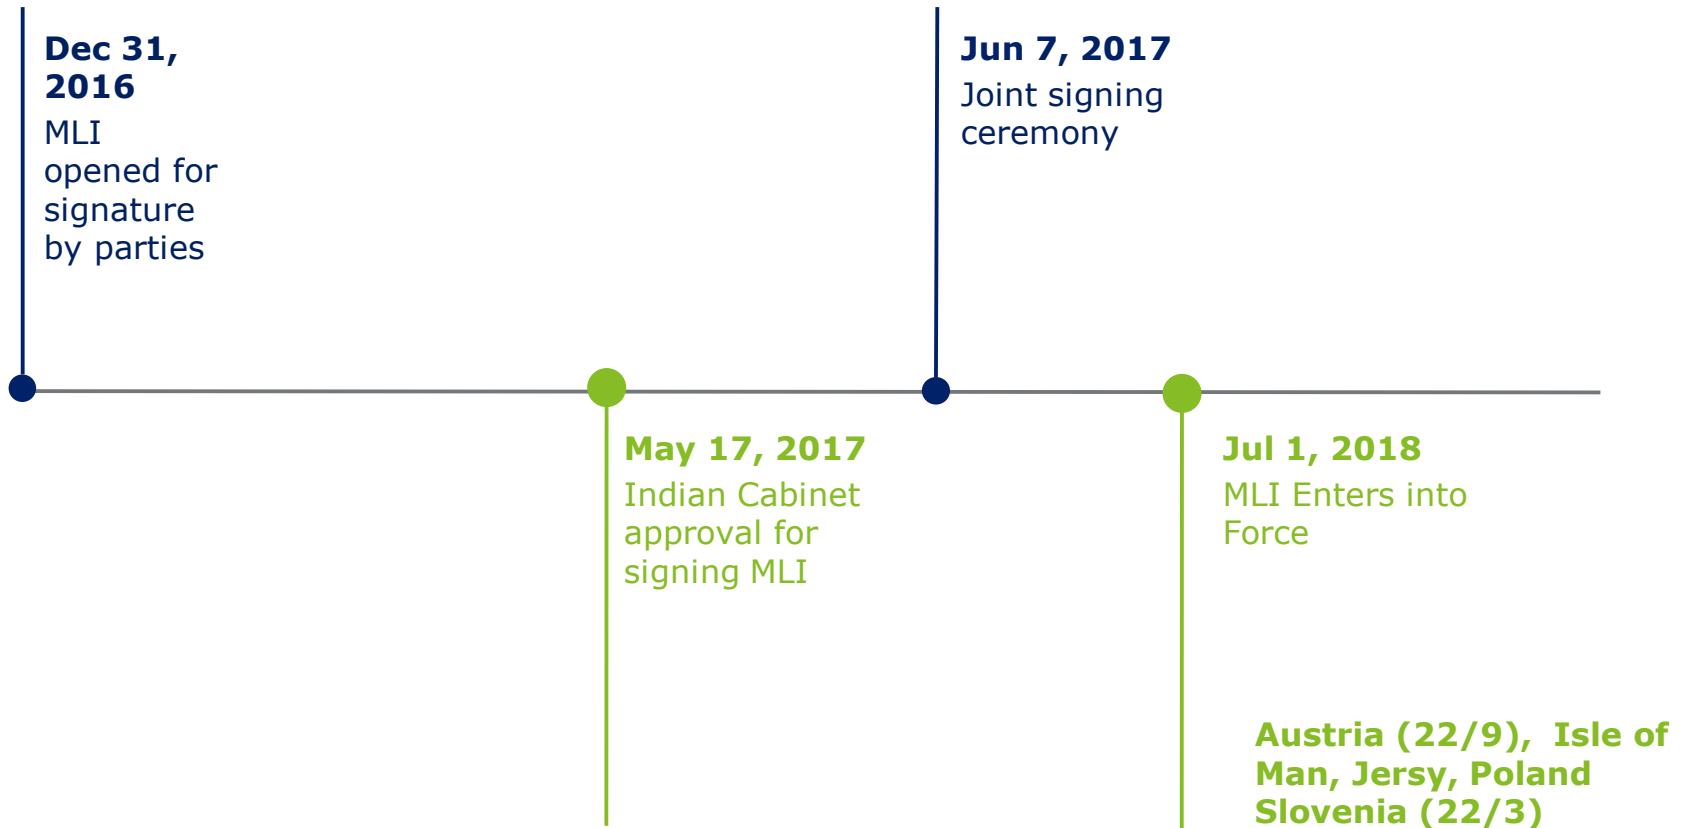 Dec 31,
2016
MLI
opened for
signature
by parties
Jun 7, 2017
Joint signing
ceremony
May 17, 2017
Indian Cabinet
approval for
signing MLI
Jul 1, 2018
MLI Enters into
Force
Austria (22/9), Isle of
Man, Jersy, Poland
Slovenia (22/3)